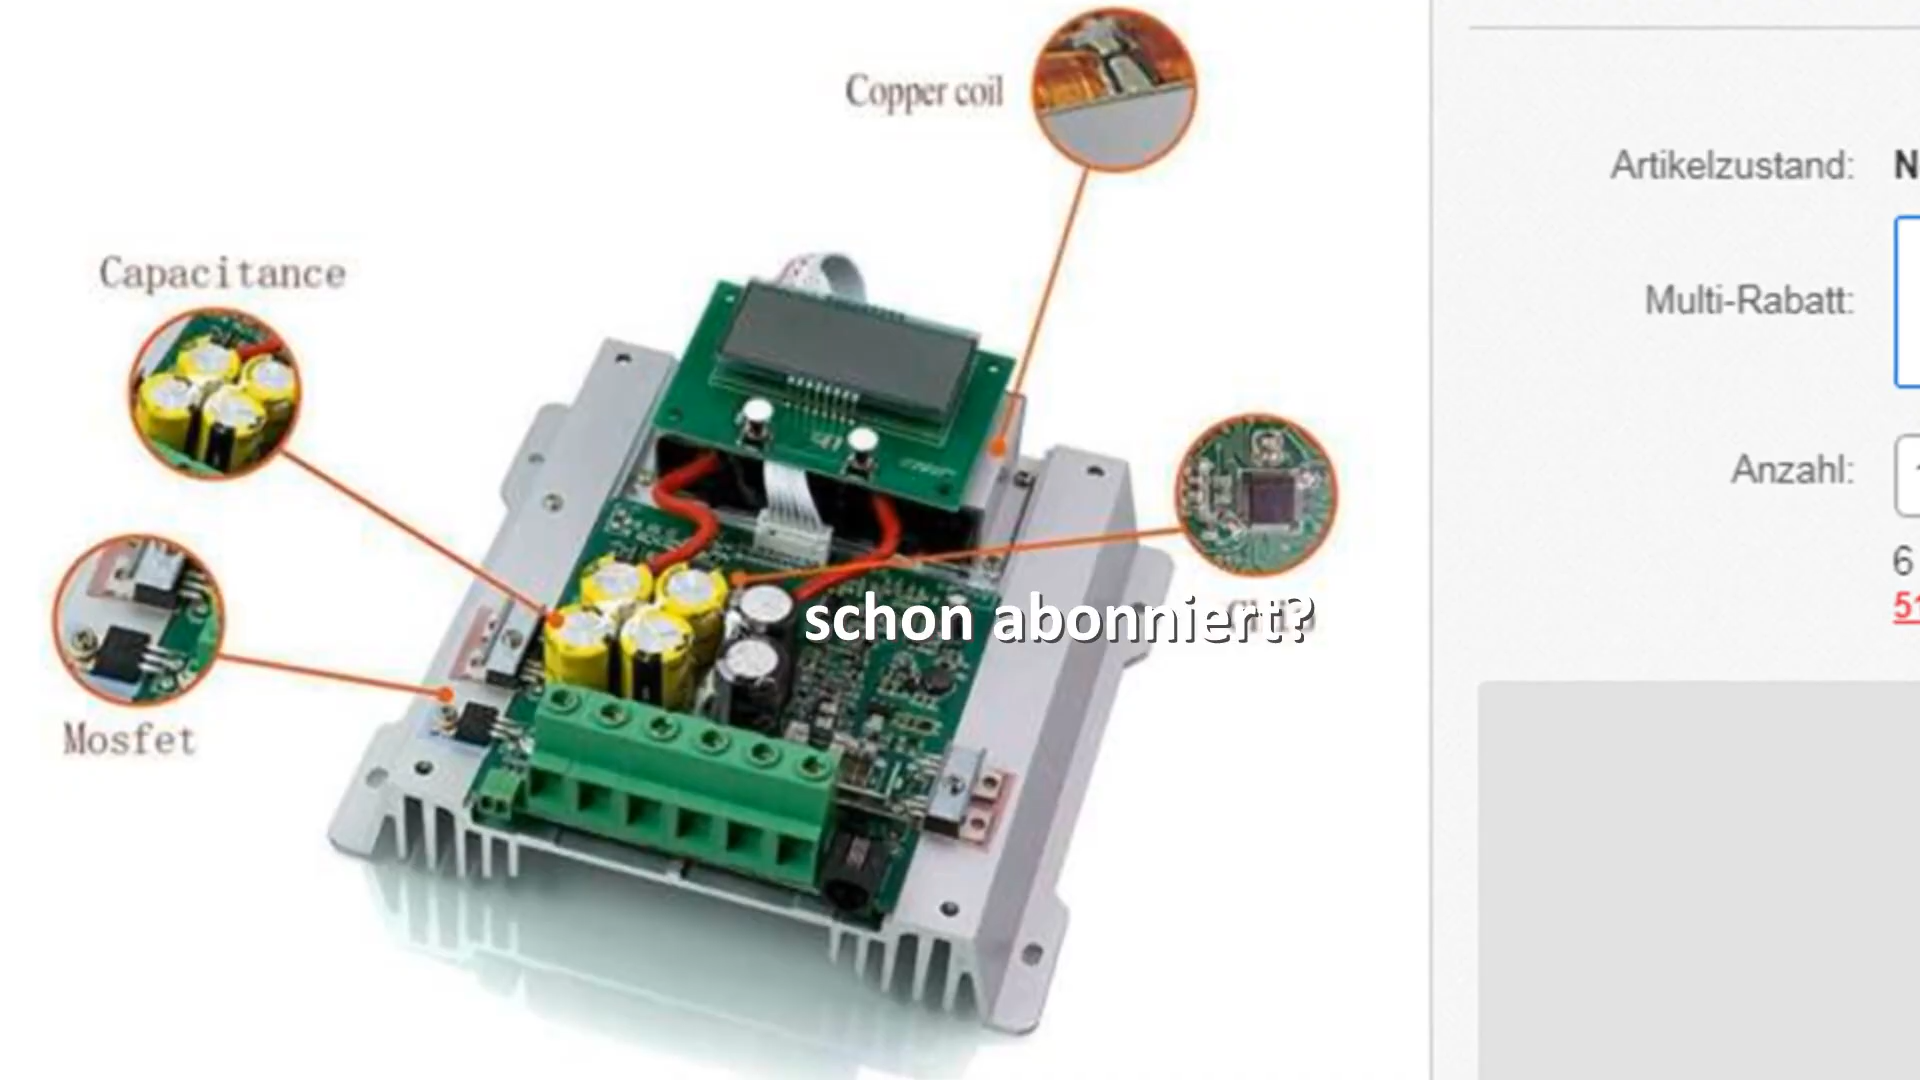 Copper coil
Capacitance
Mosfet
schon abonniert?
Artikelzustand:
Multi-Rabatt:
Anzahl:
6